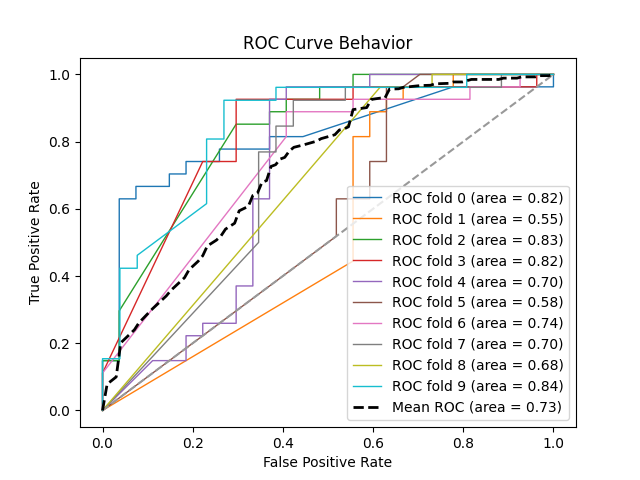 ROC Curve Behavior
True Positive Rate
1.0
0.8
0.6
0.4
0.2
0.0
ROC fold 0 (area = 0.82)
ROC fold 1 (area = 0.55)
ROC fold 2 (area = 0.83)
ROC fold 3 (area = 0.82)
ROC fold 4 (area = 0.70)
ROC fold 5 (area = 0.58)
ROC fold 6 (area = 0.74)
ROC fold 7 (area = 0.70)
ROC fold 8 (area = 0.68)
ROC fold 9 (area = 0.84)
Mean ROC (area = 0.73)
0.0 0.2 0.4 0.6 0.8 1.0
False Positive Rate